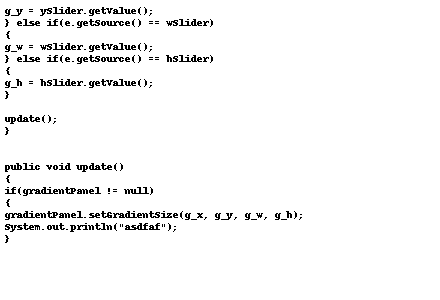 g_y = ySlider.getValue();
} else if(e.getSource() == wSlider)
{
g_w = wSlider.getValue();
} else if(e.getSource() == hSlider)
{
g_h = hSlider.getValue();
}
update();
}
public void update()
{
if(gradientPanel != null)
{
gradientPanel.setGradientSize(g_x, g_y, g_w, g_h);
System.out.println("asdfaf");
}